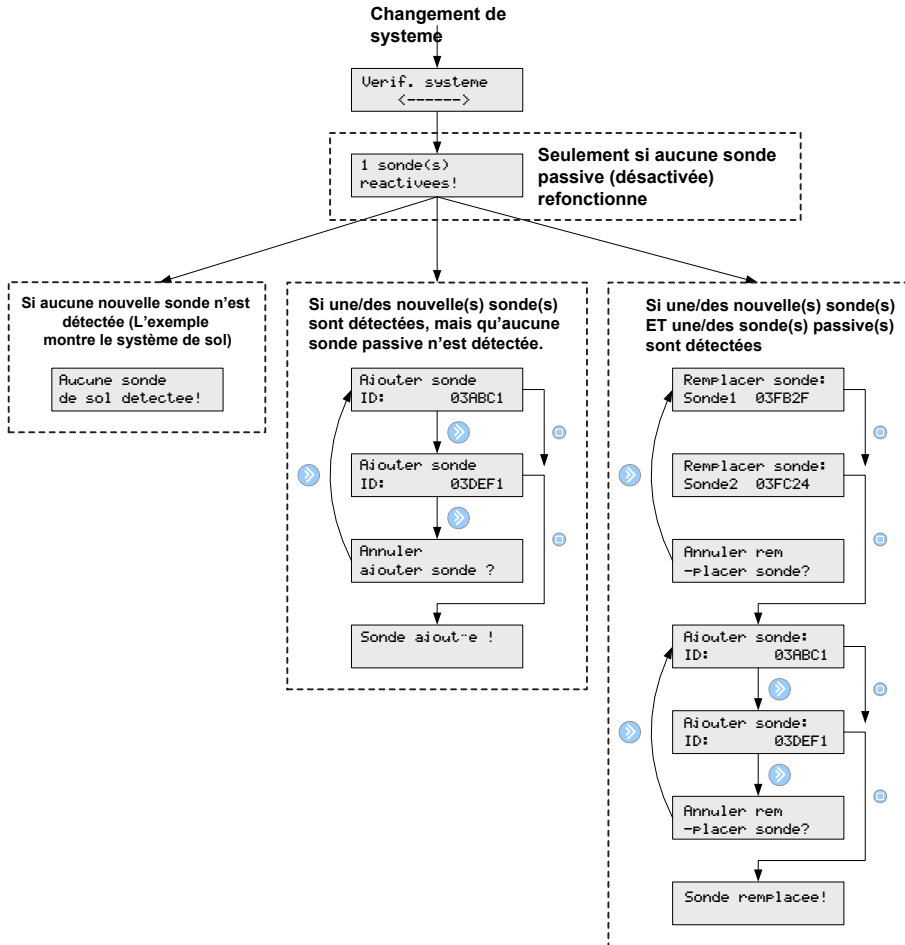 Changement de
systeme
Verif. systeme
<------>
1 sonde(s)
reactivees!
Seulement si aucune sonde
passive (désactivée)
refonctionne
Si aucune nouvelle sonde n’est
détectée (L’exemple
montre le système de sol)
Aucune sonde
de sol detectee!
Si une/des nouvelle(s) sonde(s)
sont détectées, mais qu’aucune
sonde passive n’est détectée.
Ajouter sonde
ID: 03ABC1
Ajouter sonde
ID: 03DEF1
Annuler
ajouter sonde ?
Sonde ajout¨e !
Si une/des nouvelle(s) sonde(s)
ET une/des sonde(s) passive(s)
sont détectées
Remplacer sonde:
Sonde1 03FB2F
Remplacer sonde:
Sonde2 03FC24
Annuler rem
-placer sonde?
Ajouter sonde:
ID: 03ABC1
Ajouter sonde:
ID: 03DEF1
Annuler rem
-placer sonde?
Sonde remplacee!